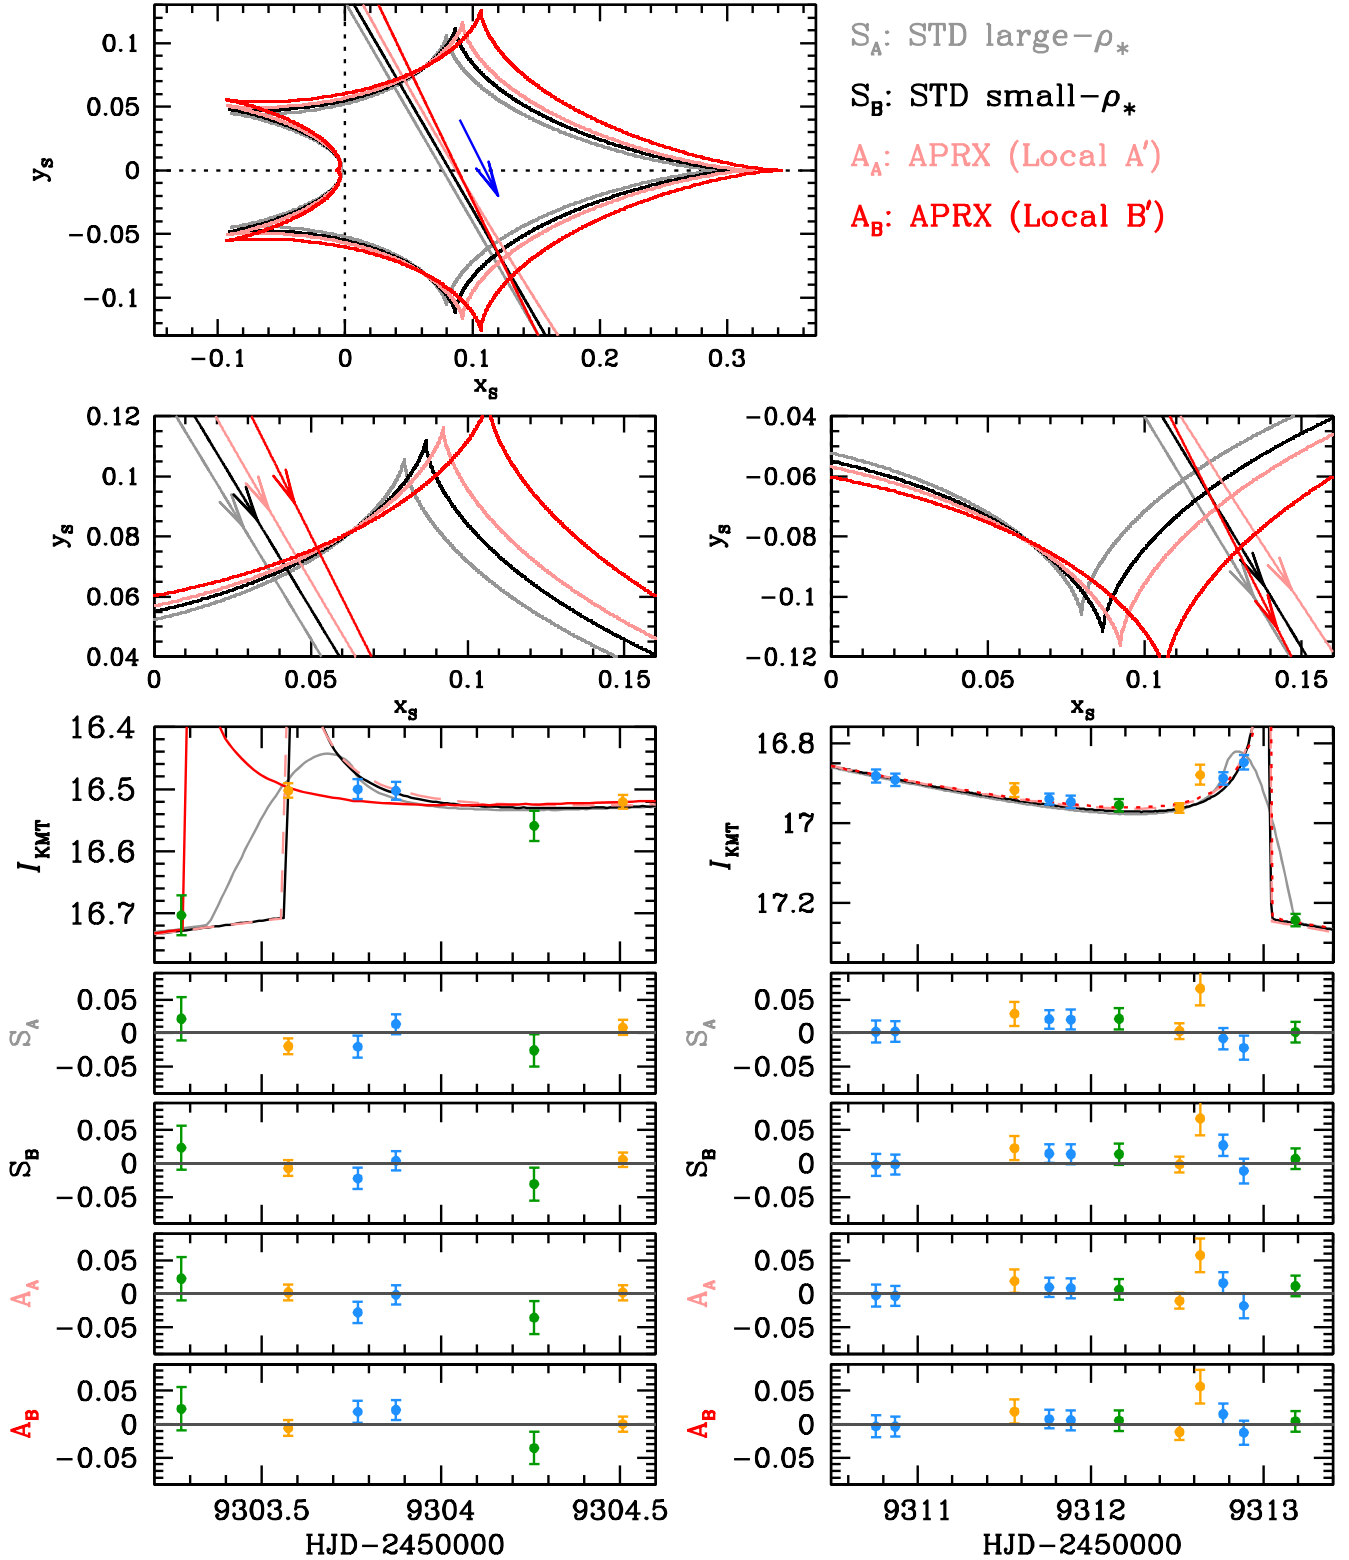 S_A: STD large-ρ_*
S_B: STD small-ρ_*
A_A: APRX (Local A′)
A_B: APRX (Local B′)
0.1
0.05
0
-0.05
-0.1
y_S
-0.1 0 0.1 0.2 0.3
x_S
0.12
0.1
0.08
0.06
0.04
y_S
0 0.05 0.1 0.15
x_S
-0.04
-0.06
-0.08
-0.1
-0.12
y_S
0 0.05 0.1 0.15
x_S
16.4
16.5
16.6
16.7
I_KMT
16.8
17
17.2
I_KMT
0.05
0
-0.05
S_A
0.05
0
-0.05
S_A
0.05
0
-0.05
S_B
0.05
0
-0.05
S_B
0.05
0
-0.05
A_A
0.05
0
-0.05
A_A
0.05
0
-0.05
A_B
0.05
0
-0.05
A_B
9303.5 9304 9304.5
HJD-2450000
9311 9312 9313
HJD-2450000